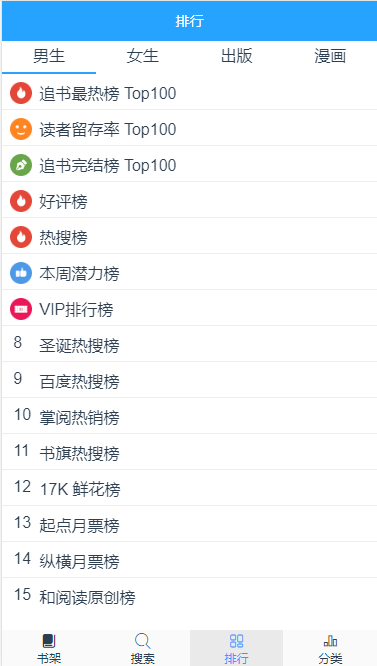 排行
男生 女生 出版 漫画
追书最热榜 Top100
读者留存率 Top100
追书完结榜 Top100
好评榜
热搜榜
本周潜力榜
VIP排行榜
8 圣诞热搜榜
9 百度热搜榜
10 掌阅热销榜
11 书旗热搜榜
12 17K 鲜花榜
13 起点月票榜
14 纵横月票榜
15 和阅读原创榜
书架 搜索 排行 分类